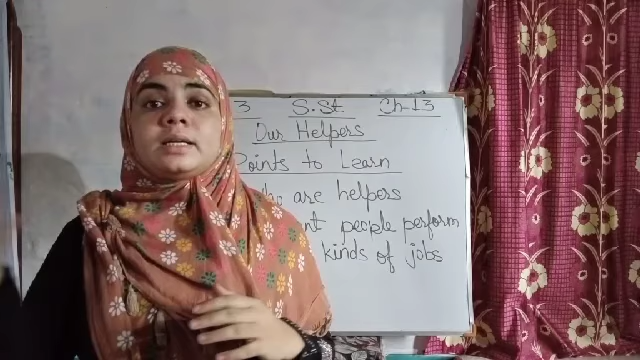 3 S.St. Ch-13
Our Helpers
Points to Learn
are helpers
people perform
kinds of jobs